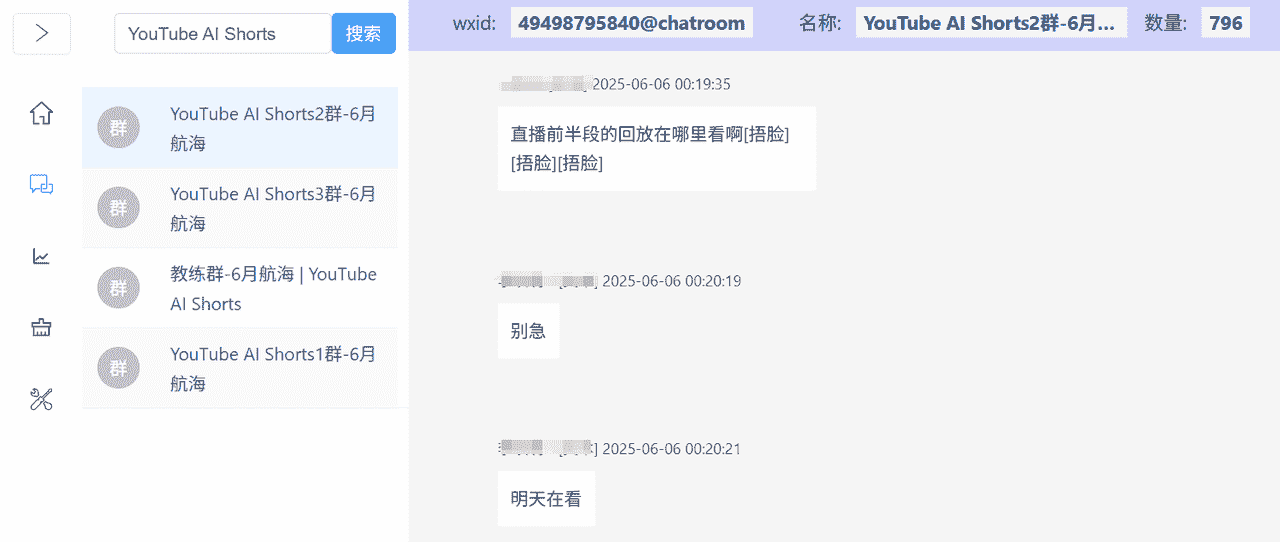 YouTube AI Shorts
搜索
群
YouTube AI Shorts2群-6月
航海
群
YouTube AI Shorts3群-6月
航海
群
教练群-6月航海 | YouTube
AI Shorts
群
YouTube AI Shorts1群-6月
航海
wxid: 49498795840@chatroom 名称: YouTube AI Shorts2群-6月... 数量: 796
2025-06-06 00:19:35
直播前半段的回放在哪里看啊[捂脸]
[捂脸][捂脸]
2025-06-06 00:20:19
别急
2025-06-06 00:20:21
明天在看